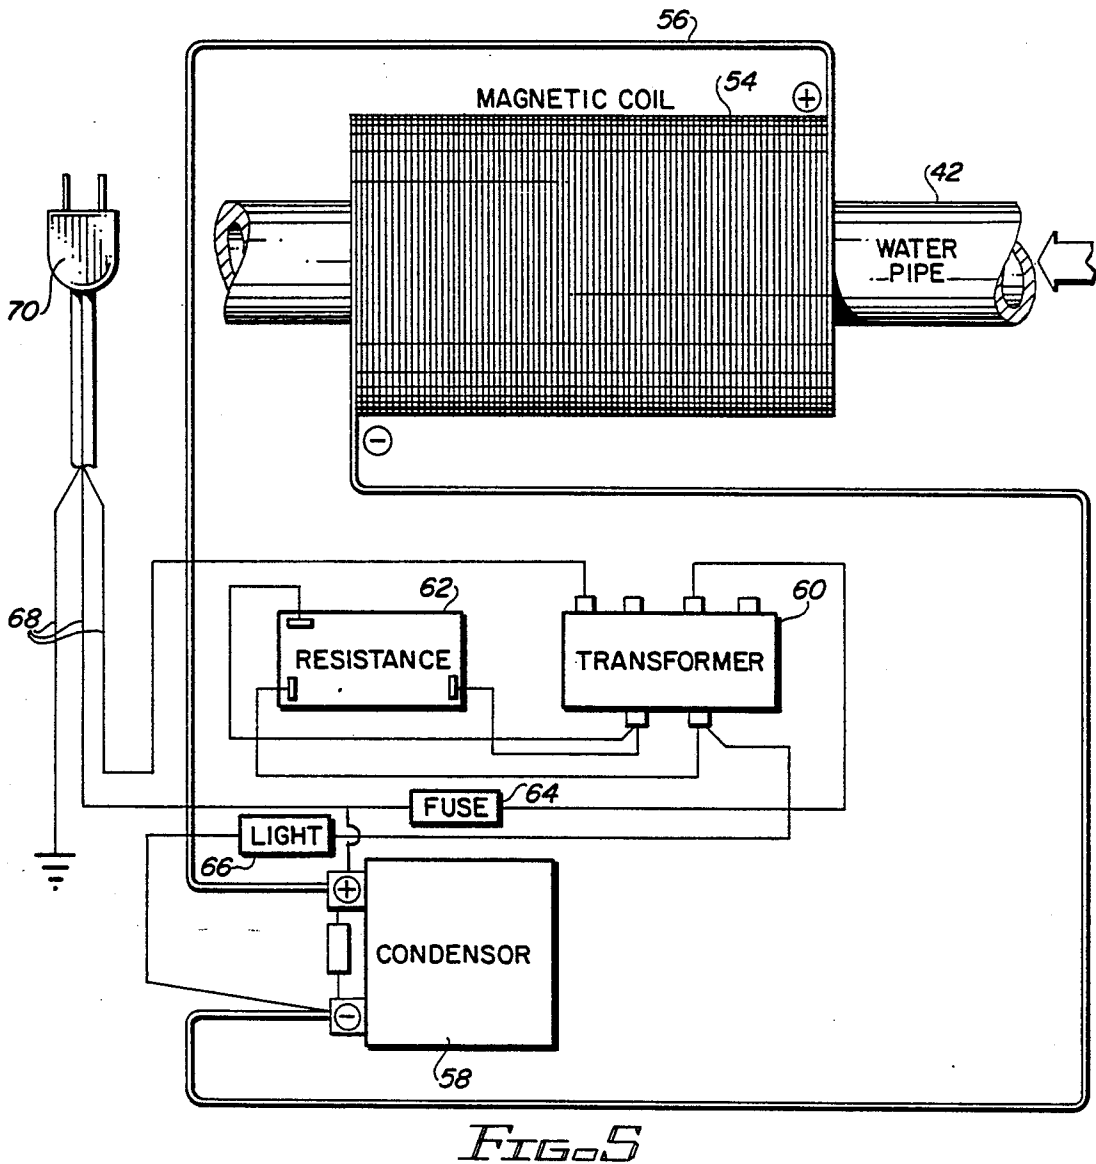 56
MAGNETIC COIL
54
+
42
WATER
PIPE
70
−
62
60
68
RESISTANCE
TRANSFORMER
FUSE
64
LIGHT
66
+
CONDENSOR
−
58
FIG. 5